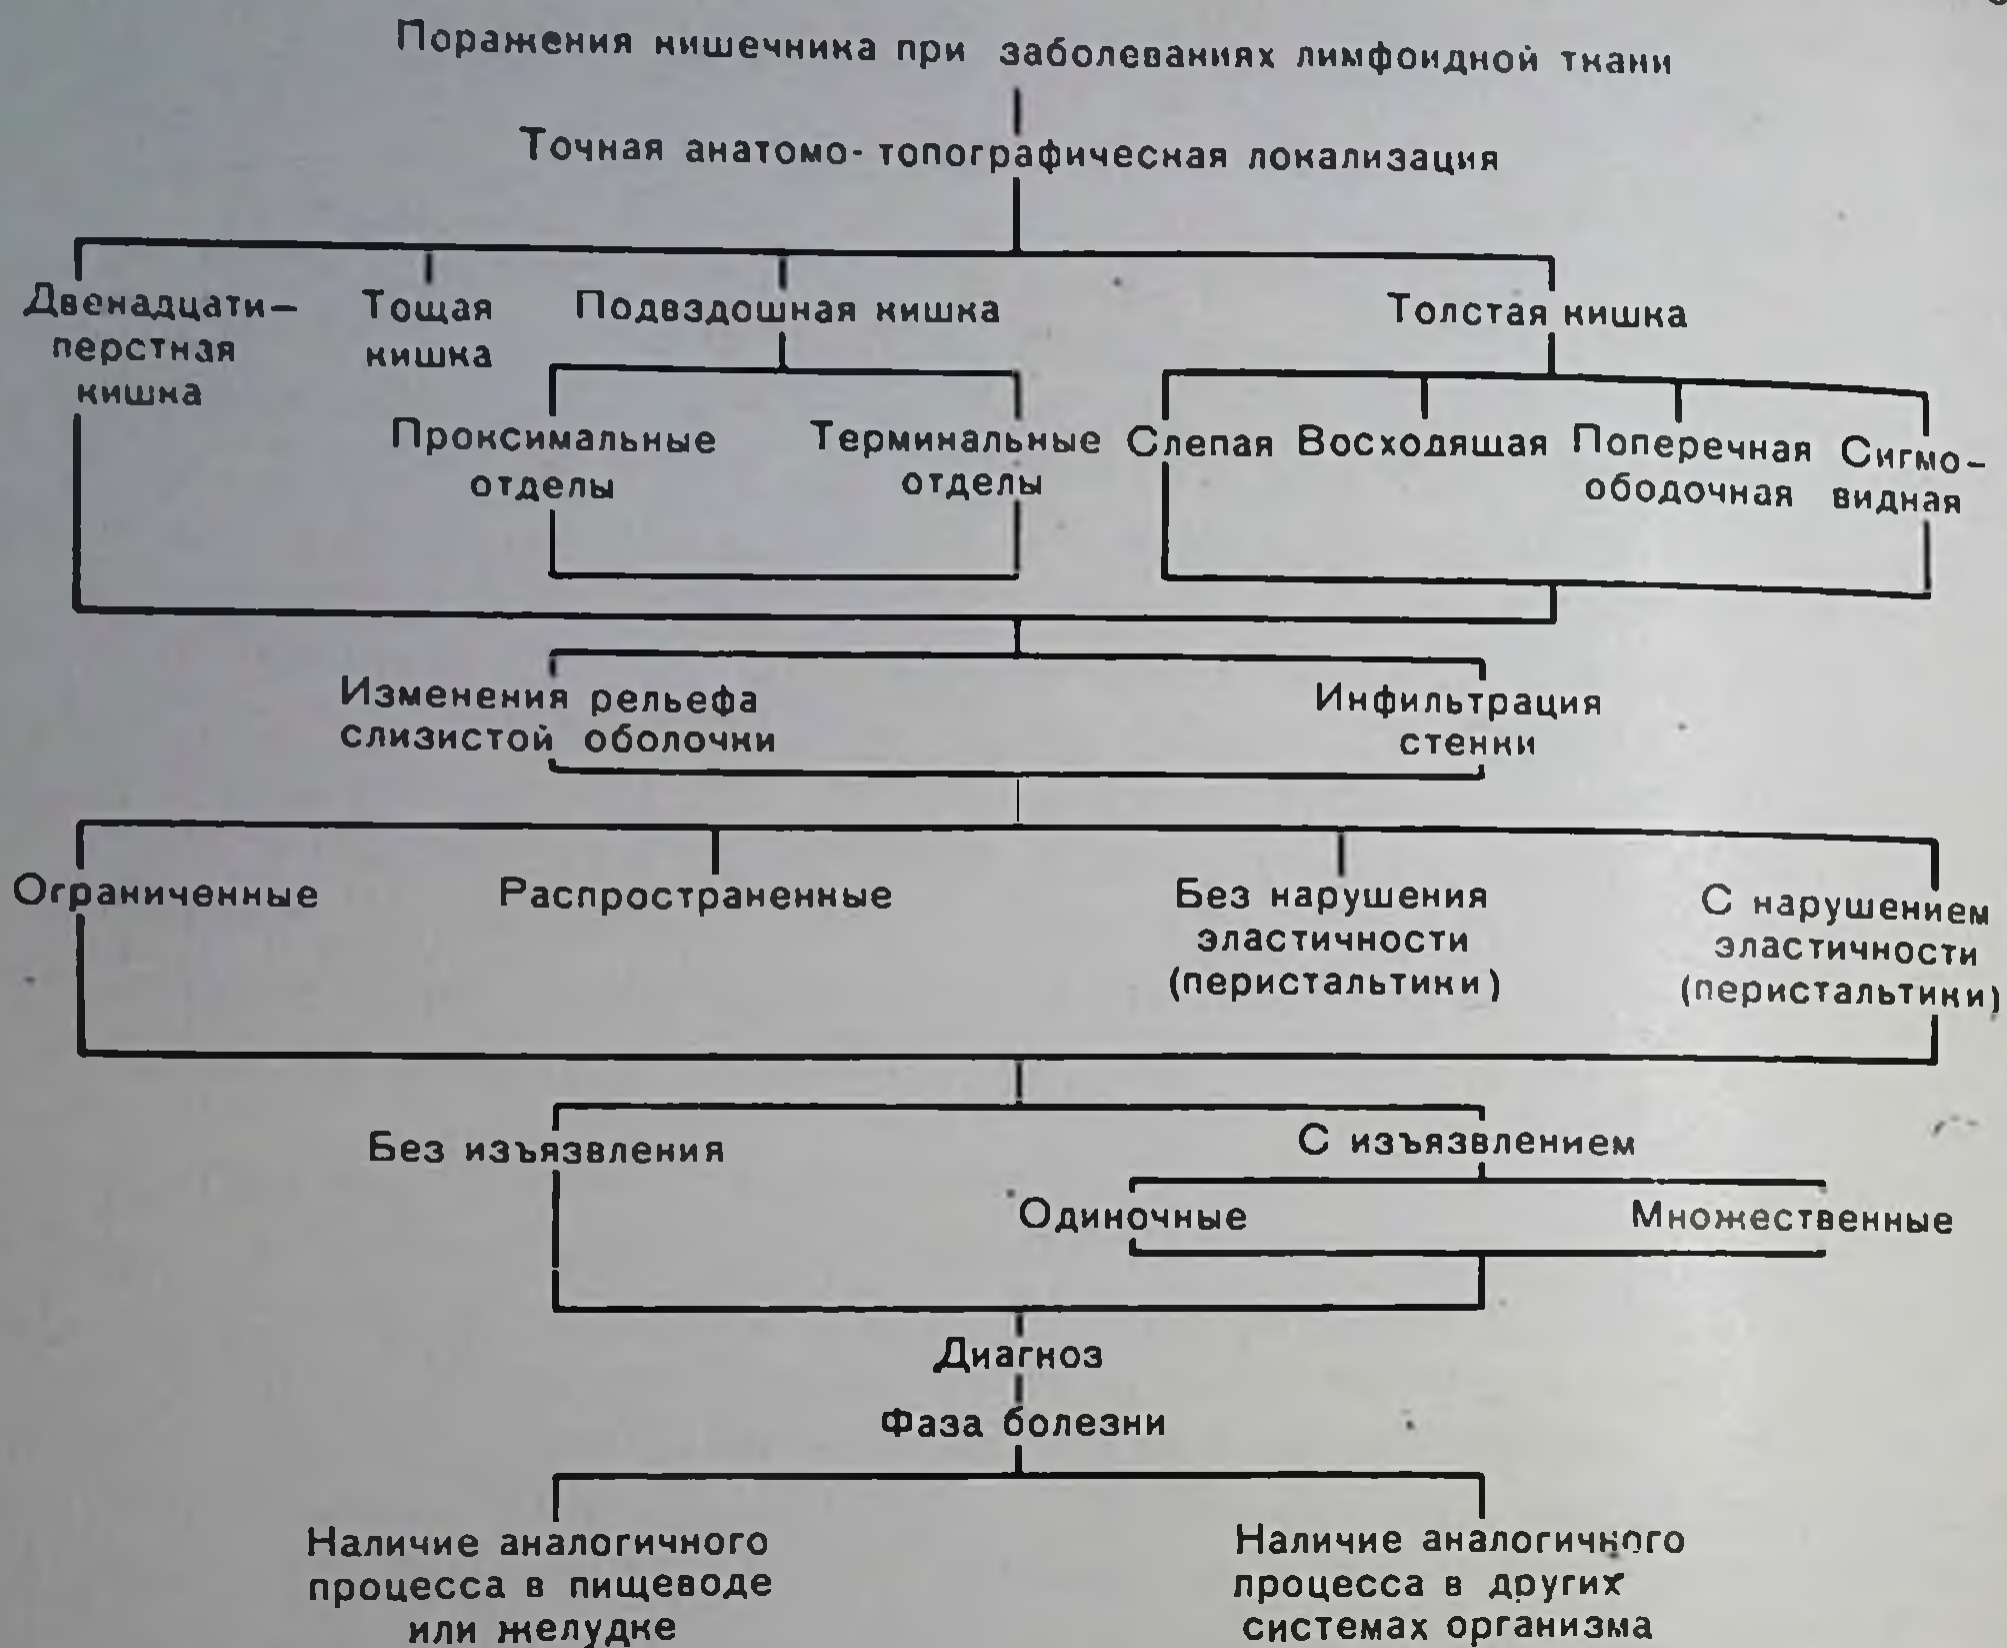 Поражения кишечника при заболеваниях лимфоидной ткани
Точная анатомо-топографическая локализация
Двенадцати—
перстная
кишка
Тощая
кишка
Подвздошная кишка
Толстая кишка
Проксимальные
отделы
Терминальные
отделы
Слепая
Восходящая
Поперечная
ободочная
Сигмо-
видная
Изменения рельефа
слизистой оболочки
Инфильтрация
стенки
Ограниченные
Распространенные
Без нарушения
эластичности
(перистальтики)
С нарушением
эластичности
(перистальтики)
Без изъязвления
С изъязвлением
Одиночные
Множественные
Диагноз
Фаза болезни
Наличие аналогичного
процесса в пищеводе
или желудке
Наличие аналогичного
процесса в других
системах организма